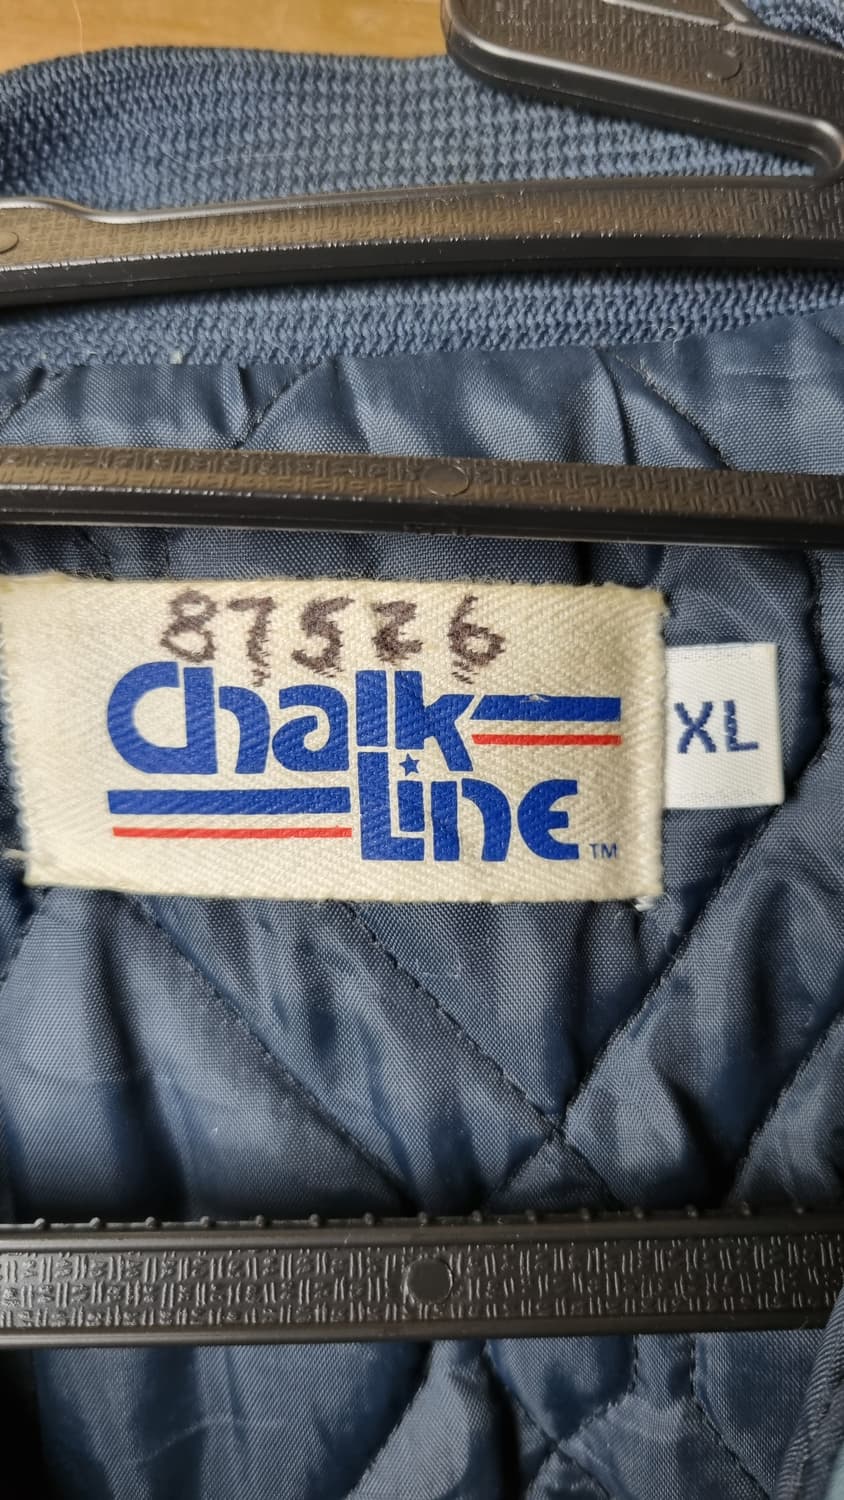 87526
Chalk
Line TM
XL